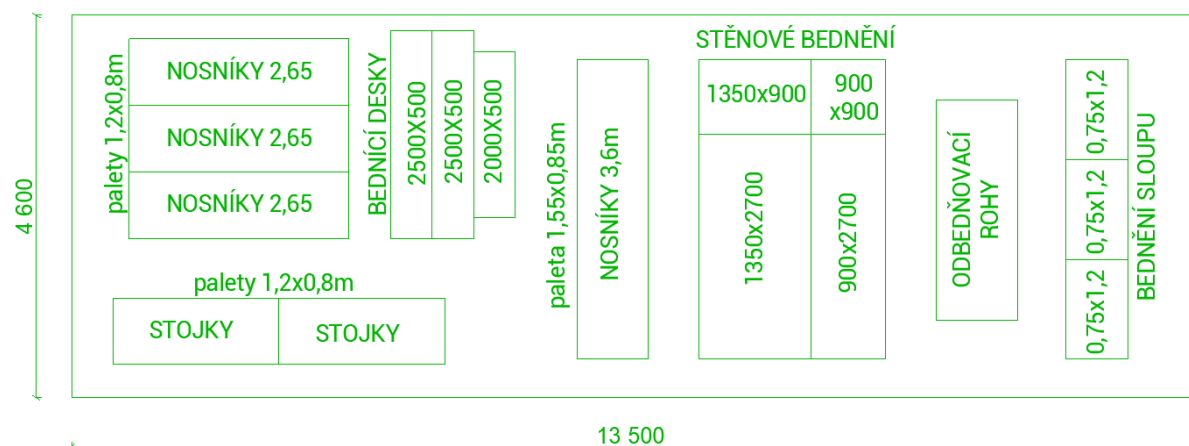 STĚNOVÉ BEDNĚNÍ
palety 1,2x0,8m
NOSNÍKY 2,65
NOSNÍKY 2,65
NOSNÍKY 2,65
BEDNÍCÍ DESKY
2500X500
2500X500
2000X500
paleta 1,55x0,85m
NOSNÍKY 3,6m
1350x900
900
x900
1350x2700
900x2700
ODBEDŇOVACÍ
ROHY
0,75x1,2
0,75x1,2
0,75x1,2
BEDNĚNÍ SLOUPU
4 600
palety 1,2x0,8m
STOJKY
STOJKY
13 500